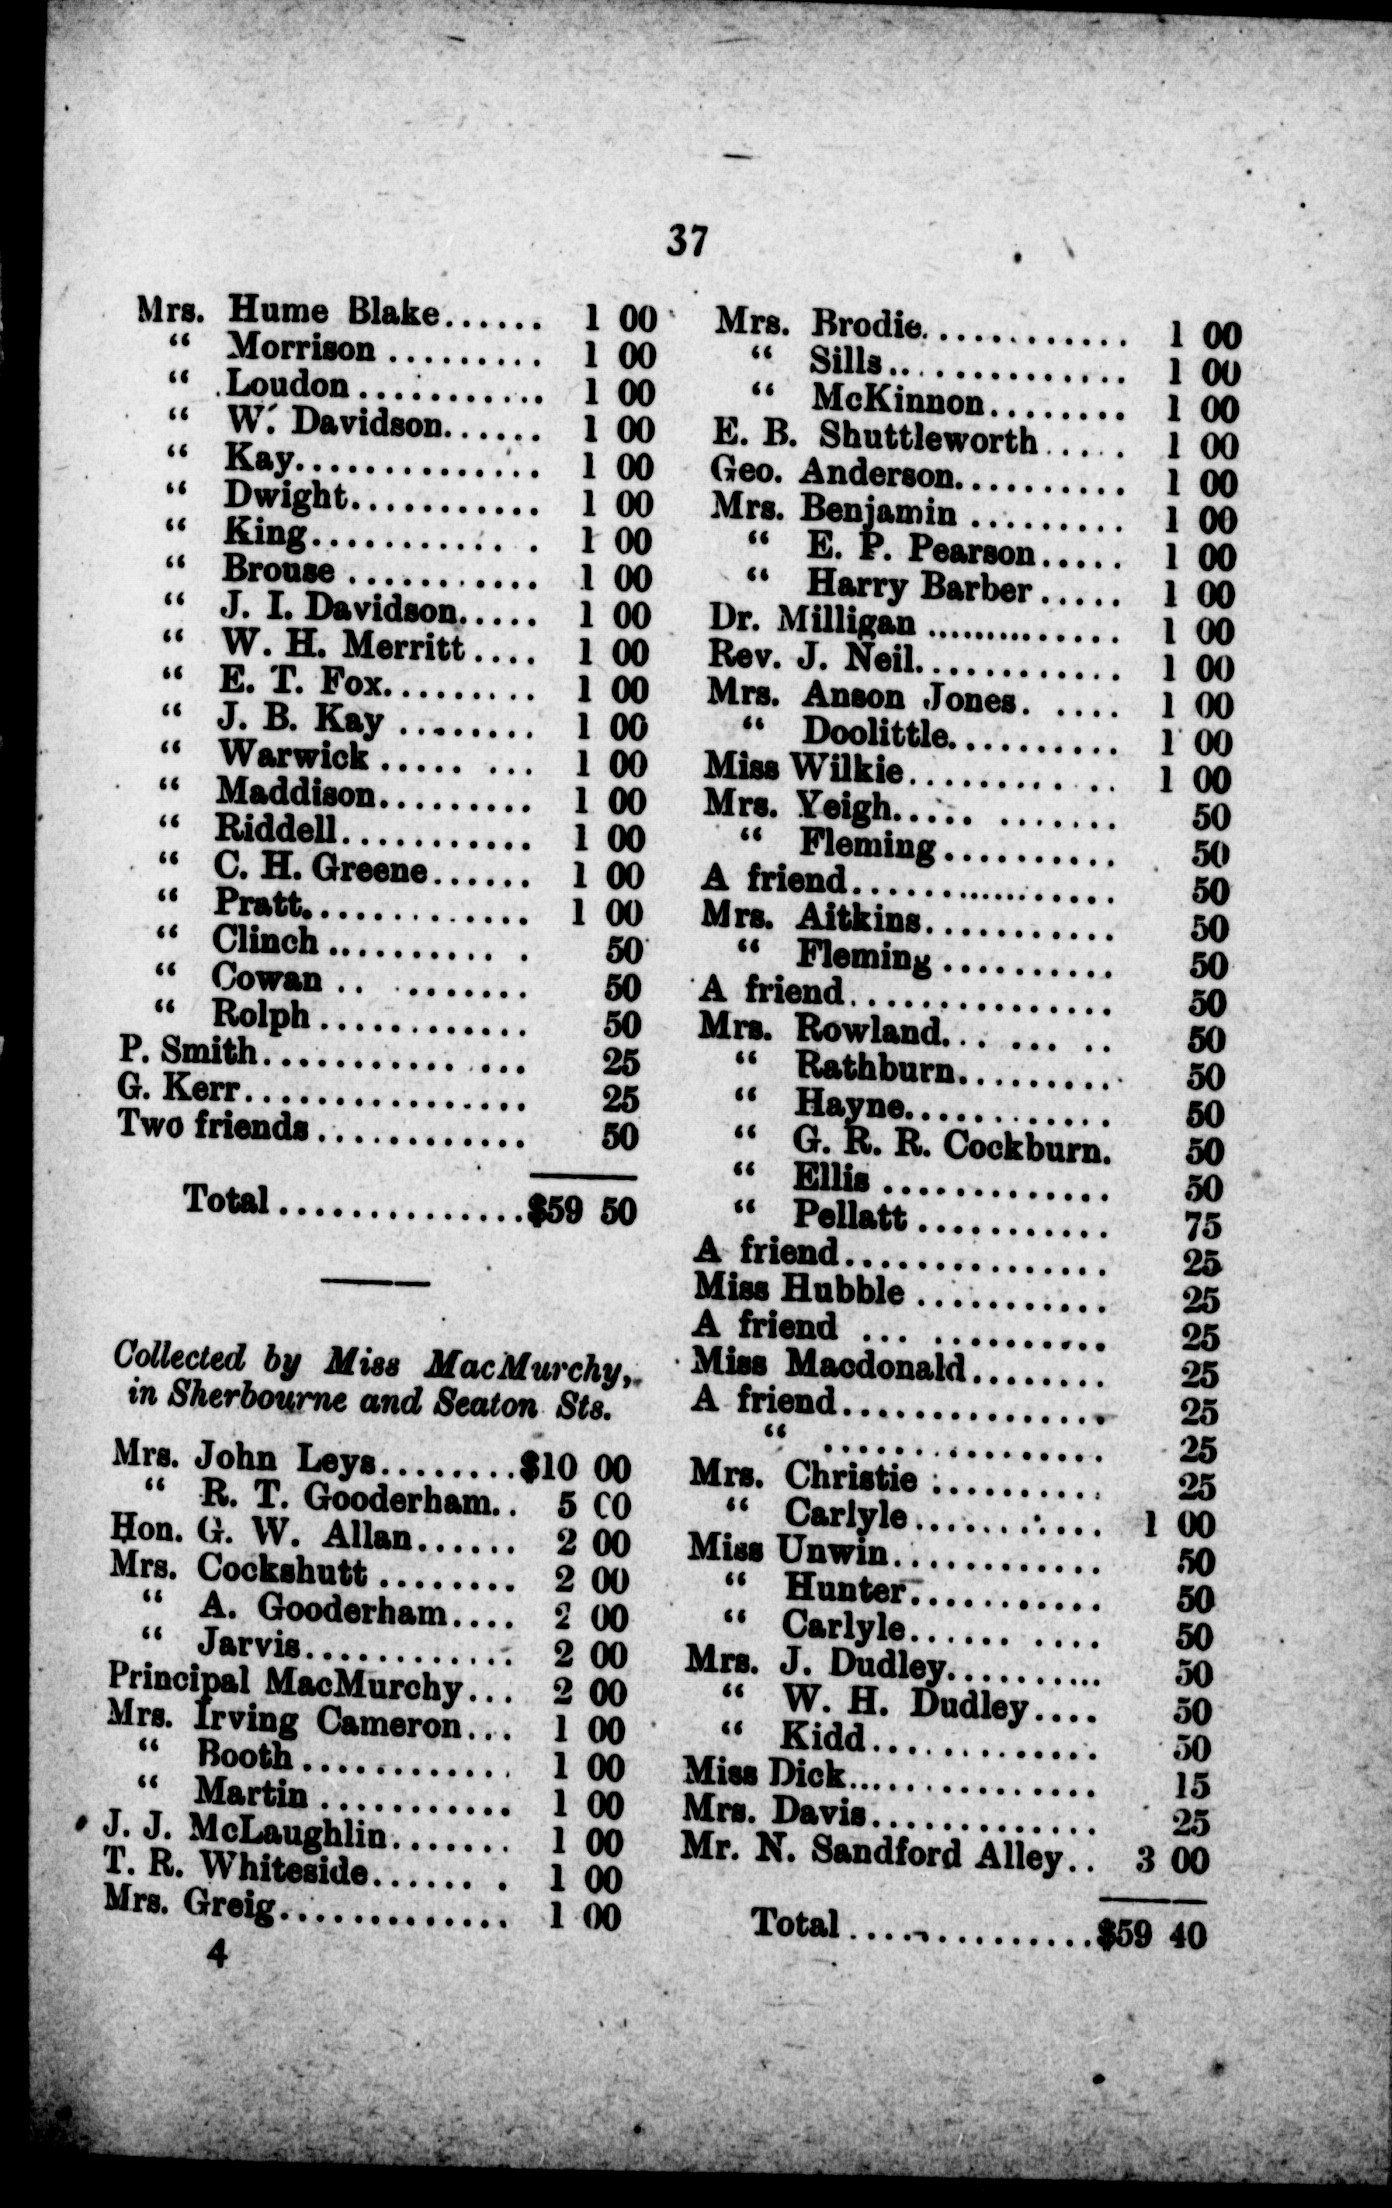 37
Mrs. Hume Blake...... 1 00
“ Morrison ......... 1 00
“ Loudon ........... 1 00
“ W. Davidson...... 1 00
“ Kay.............. 1 00
“ Dwight........... 1 00
“ King............. 1 00
“ Brouse ........... 1 00
“ J. I. Davidson..... 1 00
“ W. H. Merritt.... 1 00
“ E. T. Fox......... 1 00
“ J. B. Kay ........ 1 00
“ Warwick ..... ... 1 00
“ Maddison......... 1 00
“ Riddell........... 1 00
“ C. H. Greene...... 1 00
“ Pratt............. 1 00
“ Clinch .......... . 50
“ Cowan .. ........ 50
“ Rolph ............ 50
P. Smith............ ... 25
G. Kerr................ 25
Two friends ............ 50
Total ..............$59 50
Collected by Miss MacMurchy,
in Sherbourne and Seaton Sts.
Mrs. John Leys........$10 00
“ R. T. Gooderham.. 5 00
Hon. G. W. Allan...... 2 00
Mrs. Cockshutt ........ 2 00
“ A. Gooderham.... 2 00
“ Jarvis............ 2 00
Principal MacMurchy... 2 00
Mrs. Irving Cameron... 1 00
“ Booth ............ 1 00
“ Martin ........... 1 00
J. J. McLaughlin....... 1 00
T. R. Whiteside...... . 1 00
Mrs. Greig............. 1 00
4
Mrs. Brodie............ 1 00
“ Sills.............. 1 00
“ McKinnon........ 1 00
E. B. Shuttleworth ..... 1 00
Geo. Anderson.......... 1 00
Mrs. Benjamin ......... 1 00
“ E. P. Pearson..... 1 00
“ Harry Barber ..... 1 00
Dr. Milligan .............. 1 00
Rev. J. Neil............ 1 00
Mrs. Anson Jones. .... 1 00
“ Doolittle.......... 1 00
Miss Wilkie............ 1 00
Mrs. Yeigh..... ....... 50
“ Fleming .......... 50
A friend................ 50
Mrs. Aitkins........... 50
“ Fleming .......... 50
A friend............... 50
Mrs. Rowland... ... .. 50
“ Rathburn......... 50
“ Hayne............ 50
“ G. R. R. Cockburn. 50
“ Ellis ............. 50
“ Pellatt ........... 75
A friend............... 25
Miss Hubble ........... 25
A friend ... .......... 25
Miss Macdonald........ 25
A friend............... 25
“ ................ 25
Mrs. Christie .......... 25
“ Carlyle........... 1 00
Miss Unwin............ 50
“ Hunter........... 50
“ Carlyle...... .... 50
Mrs. J. Dudley.......... 50
“ W. H. Dudley.... 50
“ Kidd............. 50
Miss Dick............... 15
Mrs. Davis............. 25
Mr. N. Sandford Alley.. 3 00
Total ..............$59 40